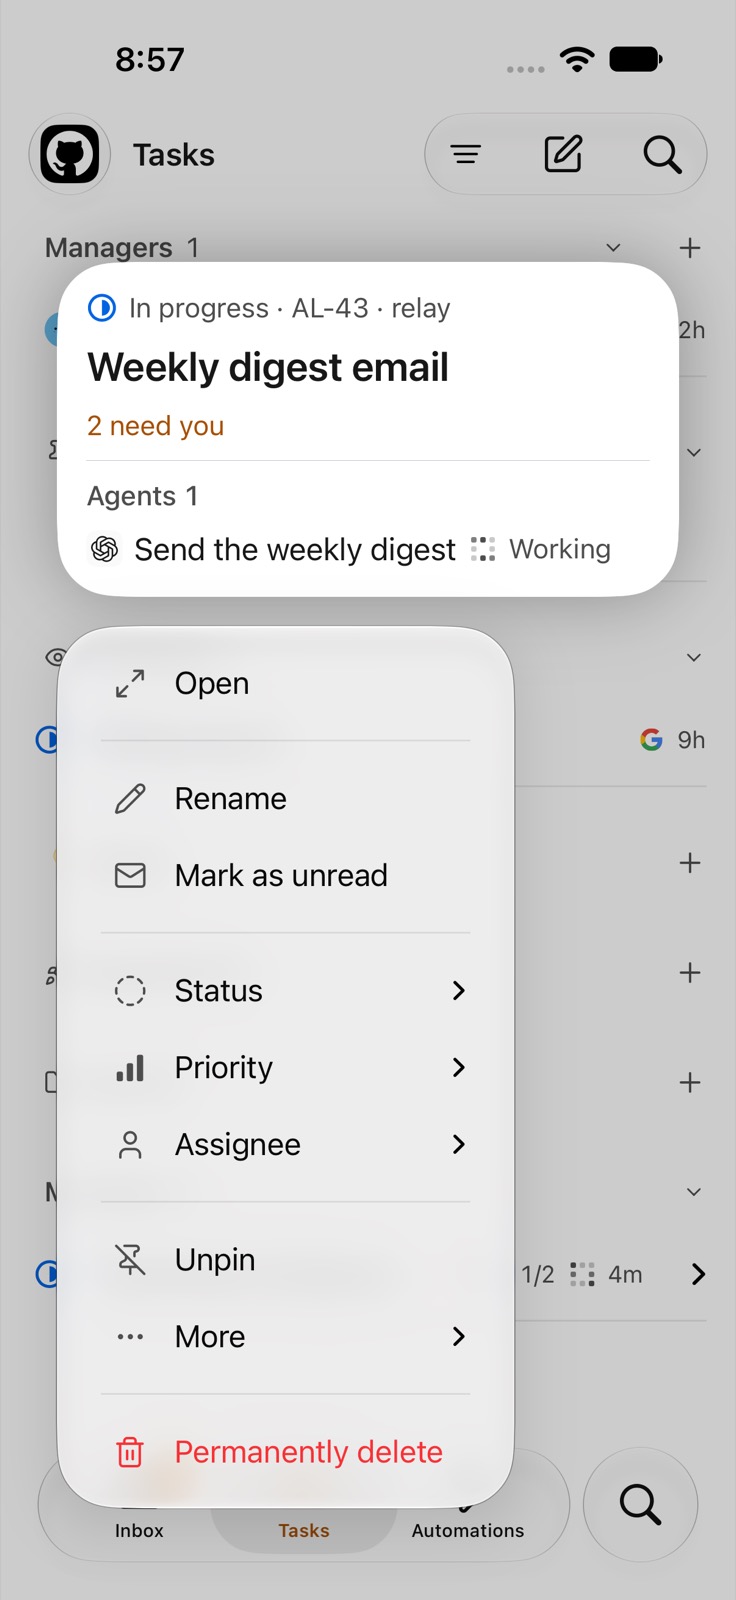 8:57
Tasks
Managers 1
2h
In progress · AL-43 · relay
Weekly digest email
2 need you
Agents 1
Send the weekly digest Working
Open
9h
Rename
Mark as unread
Status
Priority
Assignee
Unpin
1/2 4m
More
Permanently delete
Inbox
Tasks
Automations